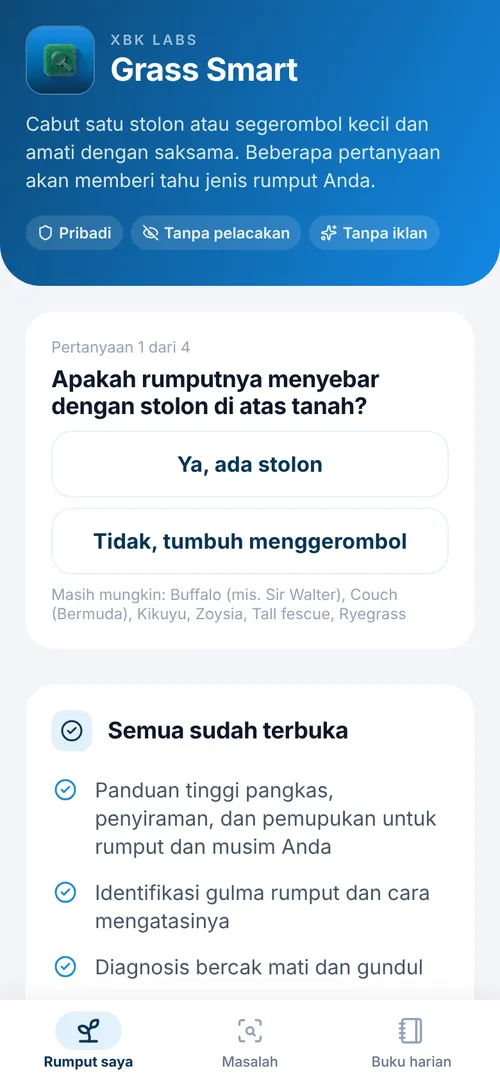 XBK LABS
Grass Smart
Cabut satu stolon atau segerombol kecil dan
amati dengan saksama. Beberapa pertanyaan
akan memberi tahu jenis rumput Anda.
Pribadi
Tanpa pelacakan
Tanpa iklan
Pertanyaan 1 dari 4
Apakah rumputnya menyebar
dengan stolon di atas tanah?
Ya, ada stolon
Tidak, tumbuh menggerombol
Masih mungkin: Buffalo (mis. Sir Walter), Couch
(Bermuda), Kikuyu, Zoysia, Tall fescue, Ryegrass
Semua sudah terbuka
Panduan tinggi pangkas,
penyiraman, dan pemupukan untuk
rumput dan musim Anda
Identifikasi gulma rumput dan cara
mengatasinya
Diagnosis bercak mati dan gundul
Rumput saya
Masalah
Buku harian